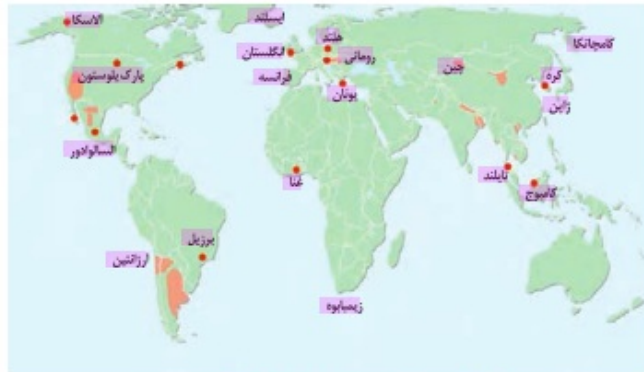 آلاسکا
ایسلند
هلند
کامچاتکا
انگلستان
رومانی
پارک یلوستون
فرانسه
چین
کره
یونان
ژاپن
السالوادور
غنا
تایلند
کامبوج
برزیل
ارژانتین
زیمبابوه